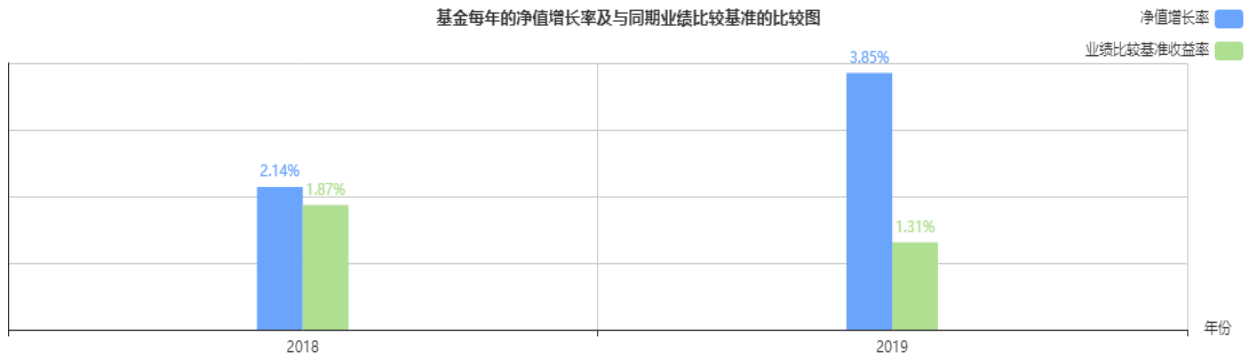 基金每年的净值增长率及与同期业绩比较基准的比较图
净值增长率
业绩比较基准收益率
3.85%
2.14%
1.87%
1.31%
年份
2018
2019